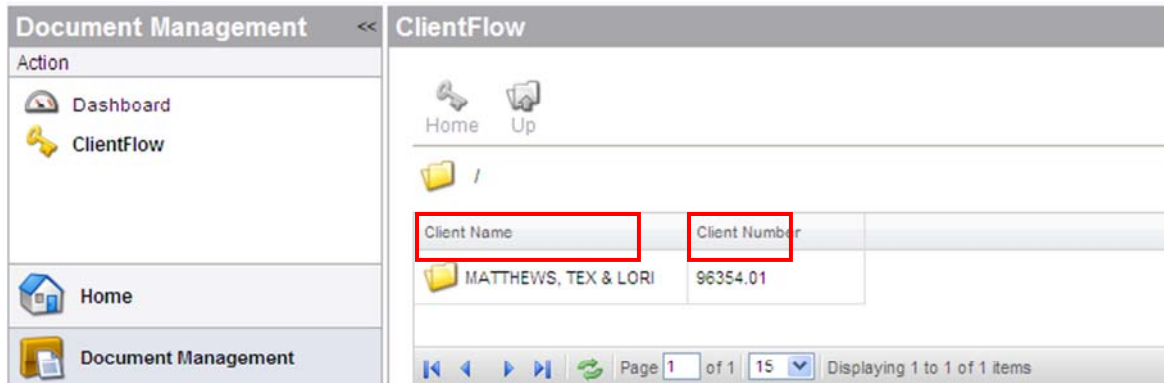 Document Management <<
Action
Dashboard
ClientFlow
Home
Document Management
ClientFlow
Home Up
/
Client Name Client Number
MATTHEWS, TEX & LORI 96354.01
Page 1 of 1 15 Displaying 1 to 1 of 1 items